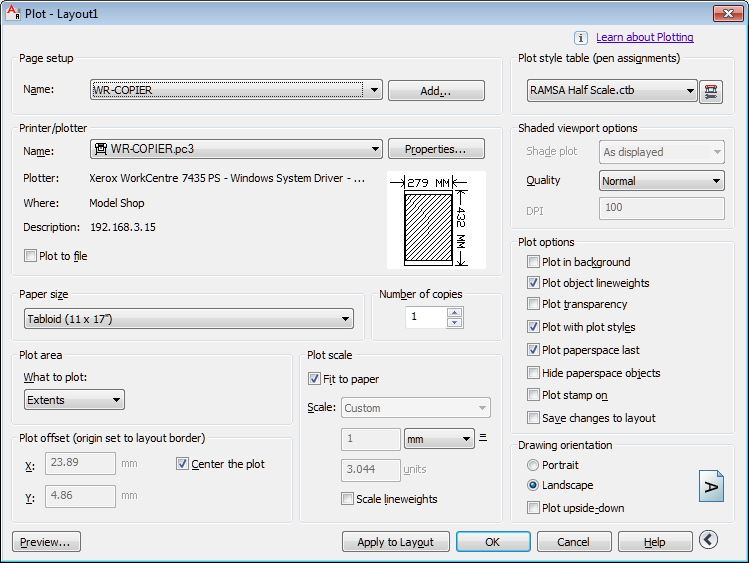 Plot - Layout1
Learn about Plotting
Page setup
Name:
WR-COPIER
Add...
Printer/plotter
Name:
WR-COPIER.pc3
Properties...
Plotter:
Xerox WorkCentre 7435 PS - Windows System Driver - ...
Where:
Model Shop
Description:
192.168.3.15
Plot to file
279 MM
432 MM
Paper size
Tabloid (11 x 17")
Number of copies
1
Plot area
What to plot:
Extents
Plot offset (origin set to layout border)
X:
23.89
mm
Center the plot
Y:
4.86
mm
Plot scale
Fit to paper
Scale:
Custom
1
mm
=
3.044
units
Scale lineweights
Plot style table (pen assignments)
RAMSA Half Scale.ctb
Shaded viewport options
Shade plot
As displayed
Quality
Normal
DPI
100
Plot options
Plot in background
Plot object lineweights
Plot transparency
Plot with plot styles
Plot paperspace last
Hide paperspace objects
Plot stamp on
Save changes to layout
Drawing orientation
Portrait
Landscape
Plot upside-down
A
Preview...
Apply to Layout
OK
Cancel
Help